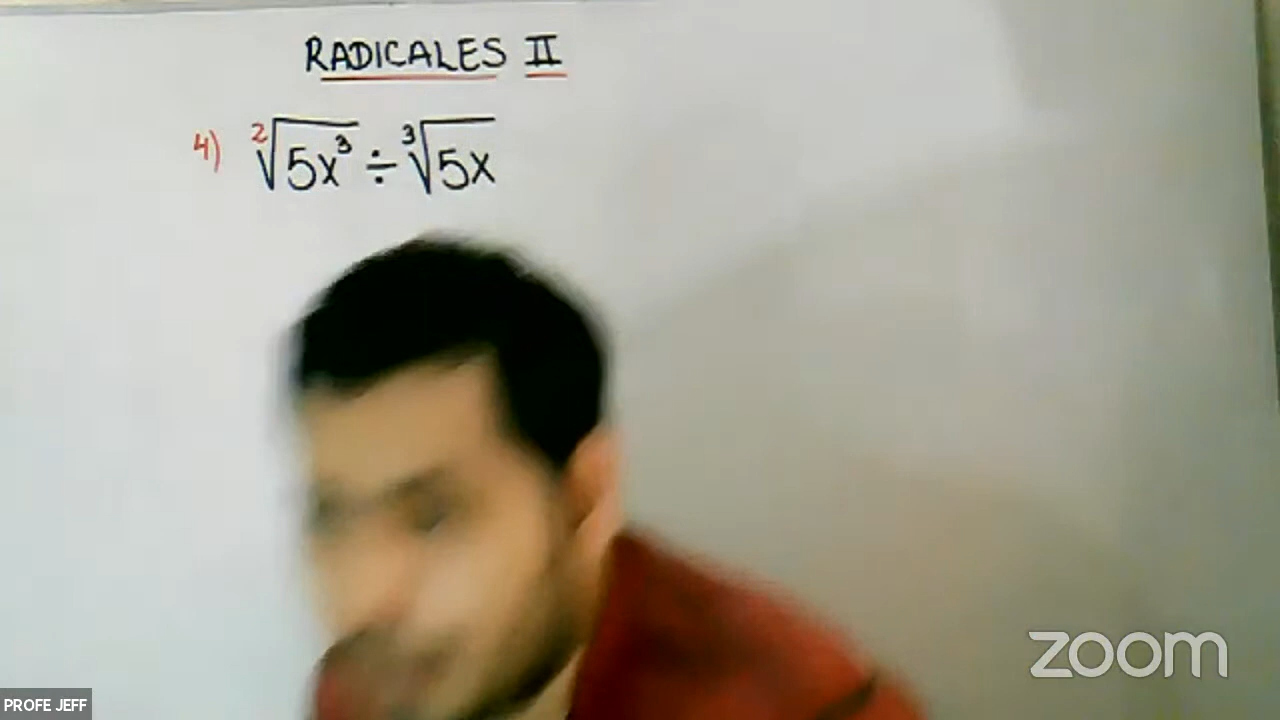 RADICALES II
4) ²√5x³ ÷ ³√5x
zoom
PROFE JEFF